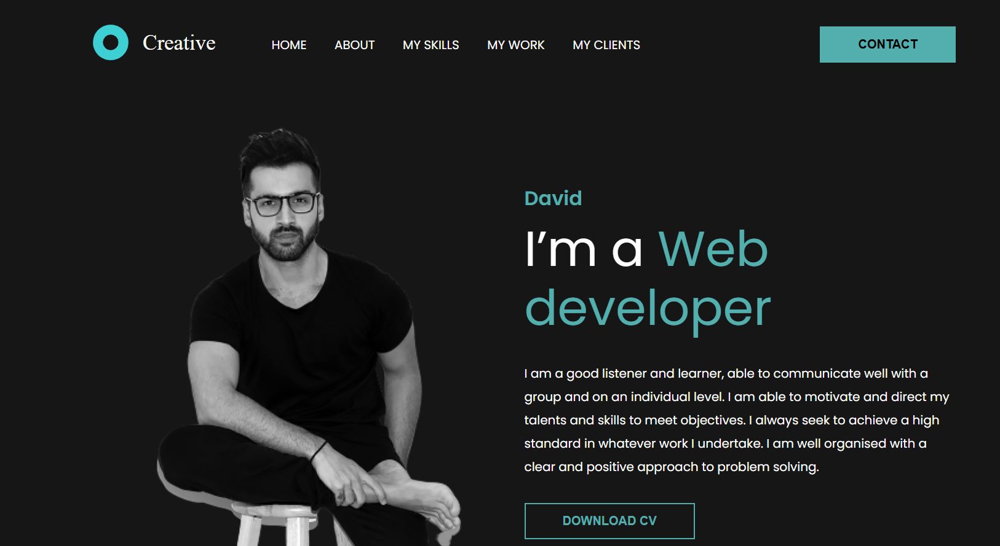 Creative
HOME ABOUT MY SKILLS MY WORK MY CLIENTS
CONTACT
David
I’m a Web
developer
I am a good listener and learner, able to communicate well with a
group and on an individual level. I am able to motivate and direct my
talents and skills to meet objectives. I always seek to achieve a high
standard in whatever work I undertake. I am well organised with a
clear and positive approach to problem solving.
DOWNLOAD CV